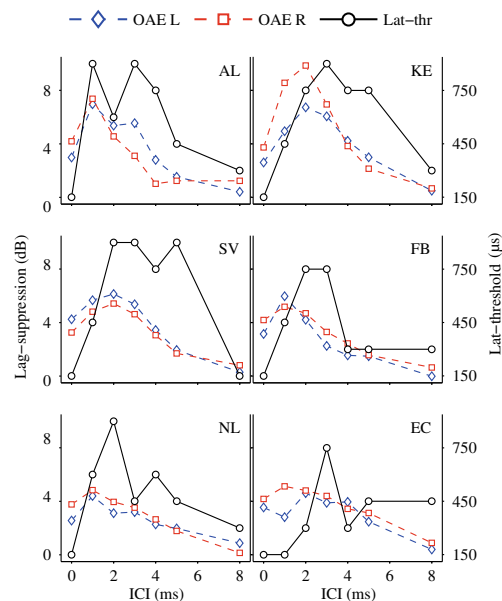 OAE L OAE R Lat−thr
AL KE
8 750
4 450
0 150
SV FB
8 750
4 450
0 150
NL EC
8 750
4 450
0 150
0 2 4 6 8 0 2 4 6 8
ICI (ms) ICI (ms)
Lag−suppression (dB)
Lat−threshold (µs)